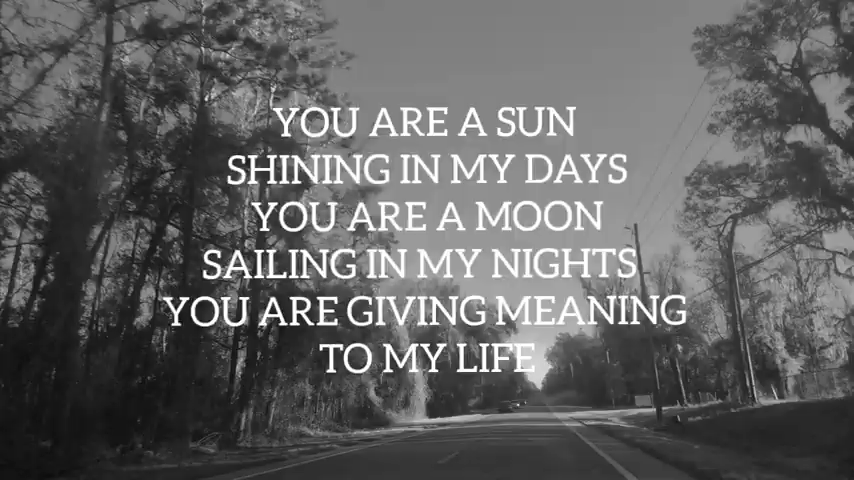 YOU ARE A SUN
SHINING IN MY DAYS
YOU ARE A MOON
SAILING IN MY NIGHTS
YOU ARE GIVING MEANING
TO MY LIFE